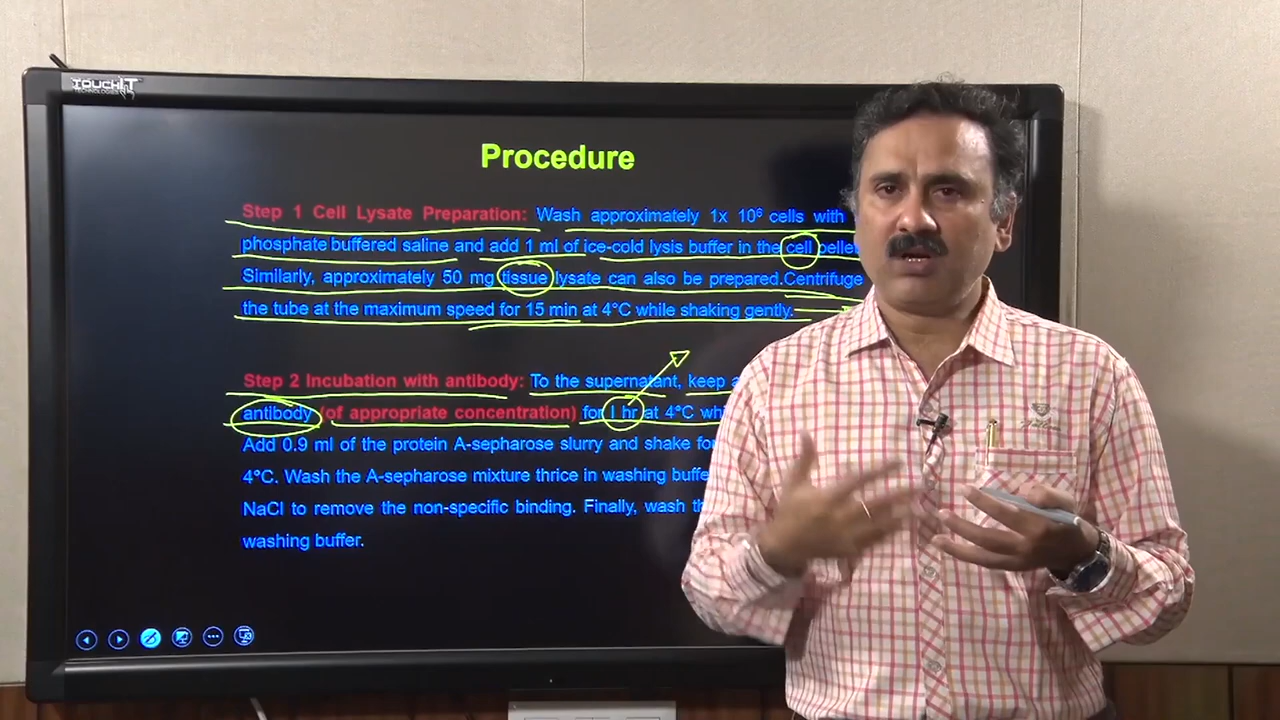 TOUCHIT
TECHNOLOGIES
Procedure
Step 1 Cell Lysate Preparation: Wash approximately 1x 10⁶ cells with
phosphate buffered saline and add 1 ml of ice-cold lysis buffer in the cell pellet
Similarly, approximately 50 mg tissue lysate can also be prepared.Centrifuge
the tube at the maximum speed for 15 min at 4°C while shaking gently.
Step 2 Incubation with antibody: To the supernatant, keep
antibody (of appropriate concentration) for 1 hr at 4°C
Add 0.9 ml of the protein A-sepharose slurry and shake
4°C. Wash the A-sepharose mixture thrice in washing
NaCl to remove the non-specific binding. Finally, wash
washing buffer.